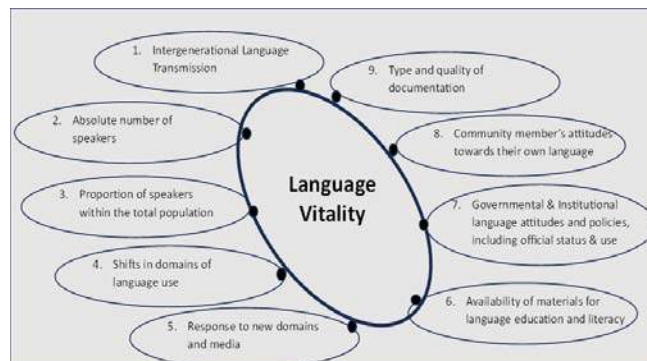 1. Intergenerational Language
Transmission
2. Absolute number of
speakers
3. Proportion of speakers
within the total population
4. Shifts in domains of
language use
5. Response to new domains
and media
6. Availability of materials for
language education and literacy
7. Governmental & Institutional
language attitudes and policies,
including official status & use
8. Community member's attitudes
towards their own language
9. Type and quality of
documentation
Language
Vitality